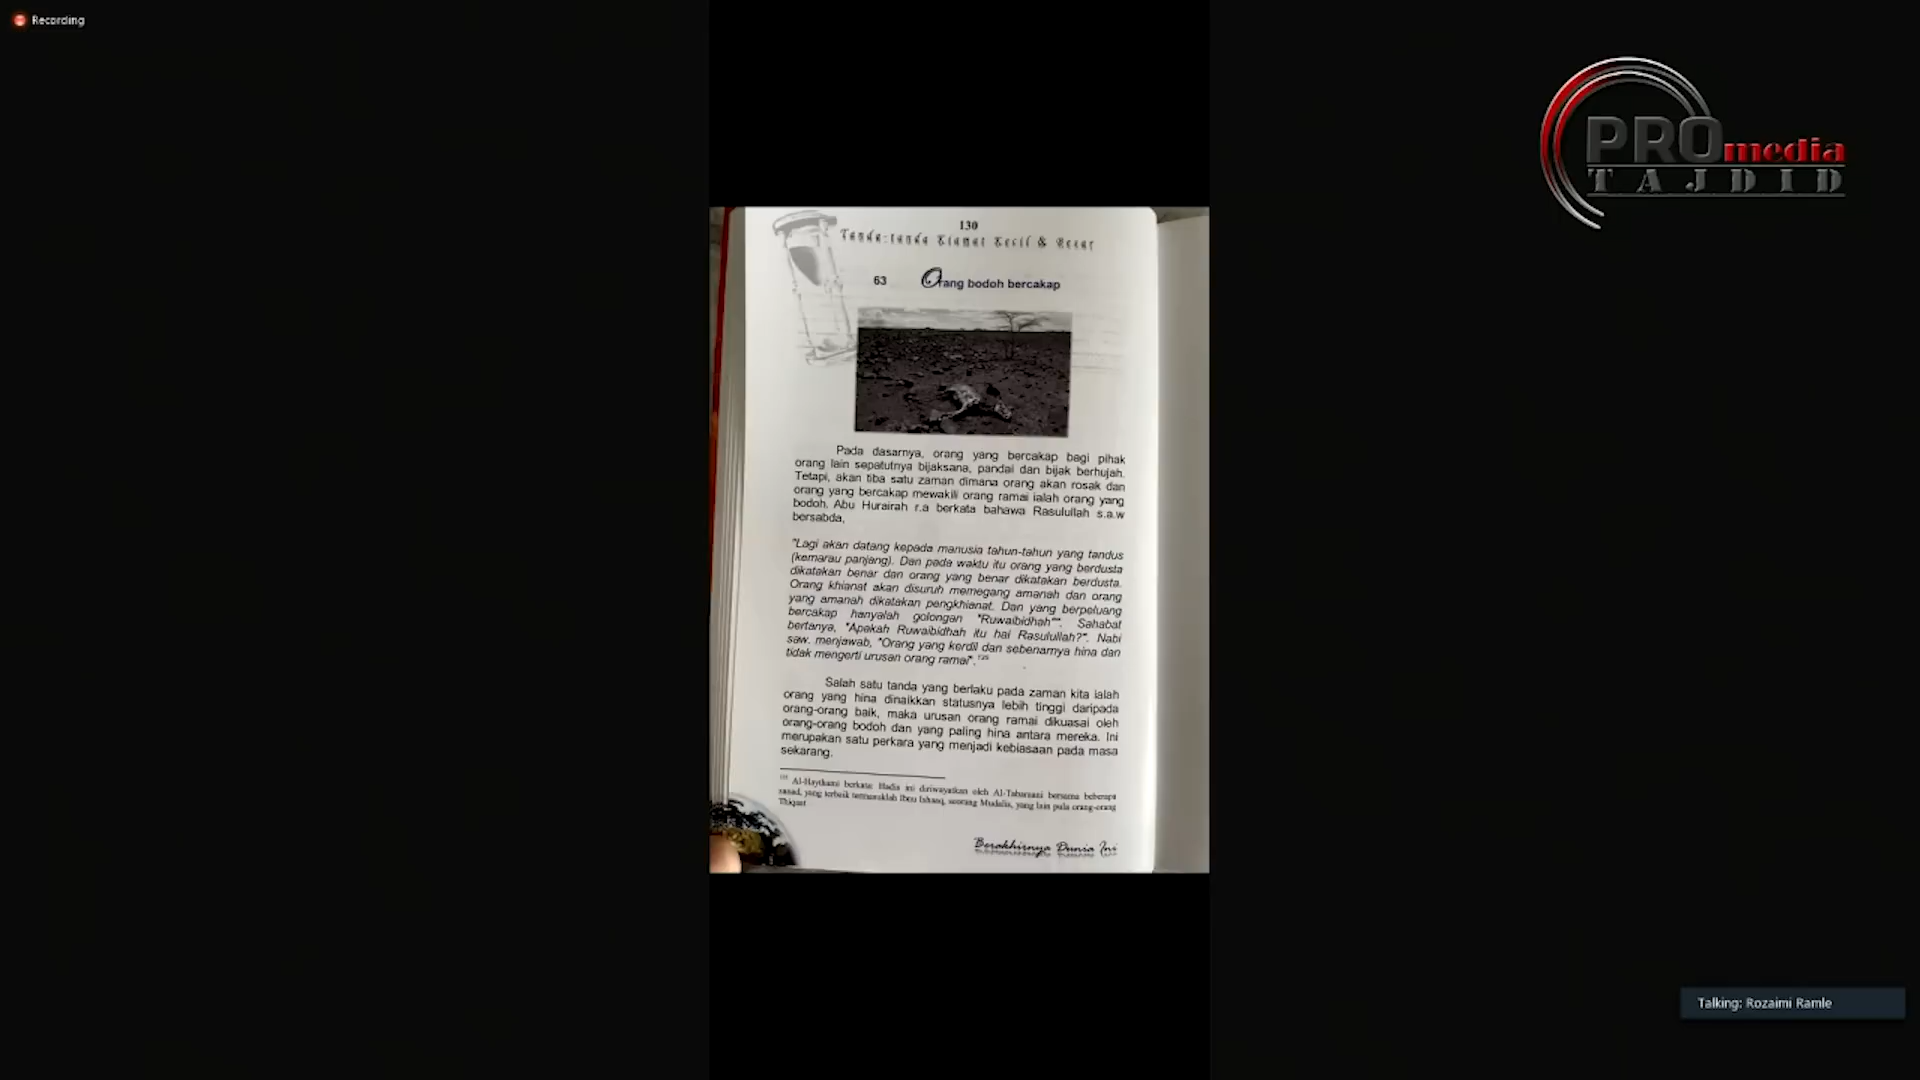 Recording
PROmedia
TAJDID
130
Tanda-tanda Kiamat Kecil & Besar
63 Orang bodoh bercakap
Pada dasarnya, orang yang bercakap bagi pihak
orang lain sepatutnya bijaksana, pandai dan bijak berhujah.
Tetapi, akan tiba satu zaman dimana orang akan rosak dan
orang yang bercakap mewakili orang ramai ialah orang yang
bodoh. Abu Hurairah r.a berkata bahawa Rasulullah s.a.w
bersabda,
"Lagi akan datang kepada manusia tahun-tahun yang tandus
(kemarau panjang). Dan pada waktu itu orang yang berdusta
dikatakan benar dan orang yang benar dikatakan berdusta.
Orang khianat akan disuruh memegang amanah dan orang
yang amanah dikatakan pengkhianat. Dan yang berpeluang
bercakap hanyalah golongan "Ruwaibidhah"". Sahabat
bertanya, "Apakah Ruwaibidhah itu hai Rasulullah?". Nabi
saw. menjawab, "Orang yang kerdil dan sebenarnya hina dan
tidak mengerti urusan orang ramai".
Salah satu tanda yang berlaku pada zaman kita ialah
orang yang hina dinaikkan statusnya lebih tinggi daripada
orang-orang baik, maka urusan orang ramai dikuasai oleh
orang-orang bodoh dan yang paling hina antara mereka. Ini
merupakan satu perkara yang menjadi kebiasaan pada masa
sekarang.
Al-Haythami berkata: Hadis ini diriwayatkan oleh Al-Tabarani bersama beberapa
sanad, yang terbaik termasuklah Ibnu Ishaaq, seorang Mudalis, yang lain pula orang-orang
Thiqaat
Berakhirnya Dunia Ini
Talking: Rozaimi Ramle